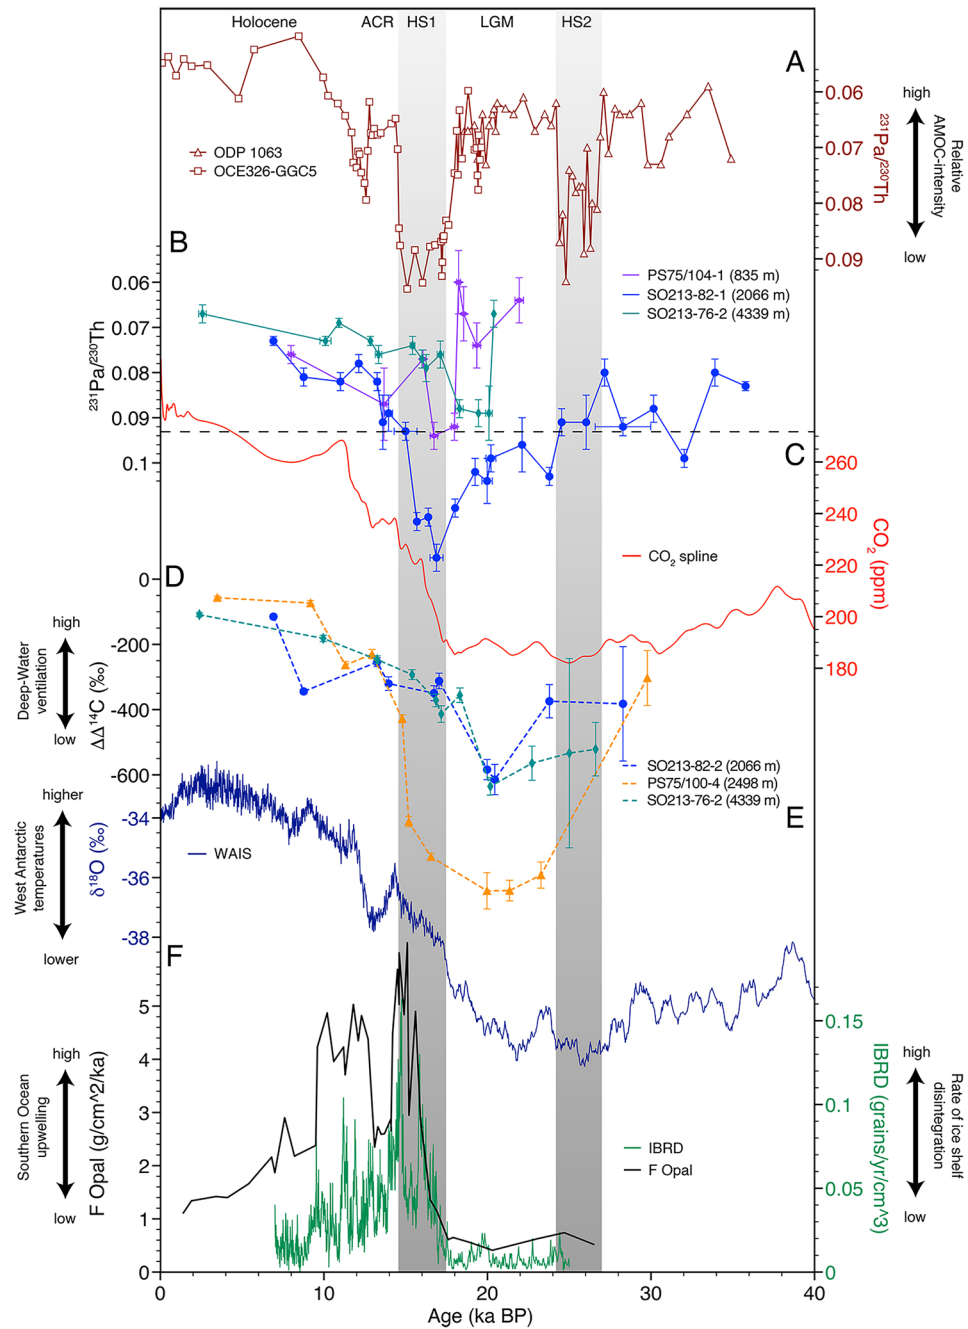 Holocene ACR HS1 LGM HS2
A
B
C
D
E
F
ODP 1063
OCE326-GGC5
0.06
0.07
0.08
0.09
231Pa/230Th
high
Relative
AMOC-intensity
low
0.06
0.07
0.08
0.09
0.1
231Pa/230Th
PS75/104-1 (835 m)
SO213-82-1 (2066 m)
SO213-76-2 (4339 m)
260
240
220
200
180
CO2 (ppm)
CO2 spline
0
-200
-400
-600
ΔΔ14C (‰)
high
Deep-Water
ventilation
low
SO213-82-2 (2066 m)
PS75/100-4 (2498 m)
SO213-76-2 (4339 m)
higher
West Antarctic
temperatures
lower
-34
-36
-38
δ18O (‰)
WAIS
high
Southern Ocean
upwelling
low
5
4
3
2
1
0
F Opal (g/cm^2/ka)
IBRD
F Opal
0.15
0.1
0.05
0
IBRD (grains/yr/cm^3)
high
Rate of ice shelf
disintegration
low
0 10 20 30 40
Age (ka BP)